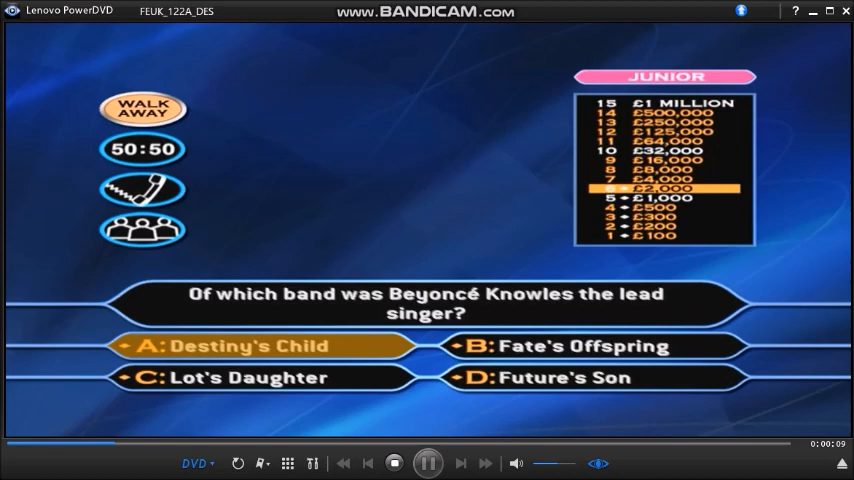 Lenovo PowerDVD
FEUK_122A_DES
www.BANDICAM.com
?
WALK
AWAY
50:50
JUNIOR
15 £1 MILLION
14 £500,000
13 £250,000
12 £125,000
11 £64,000
10 £32,000
9 £16,000
8 £8,000
7 £4,000
6 £2,000
5 £1,000
4 £500
3 £300
2 £200
1 £100
Of which band was Beyoncé Knowles the lead
singer?
A: Destiny's Child
B: Fate's Offspring
C: Lot's Daughter
D: Future's Son
0:00:09
DVD